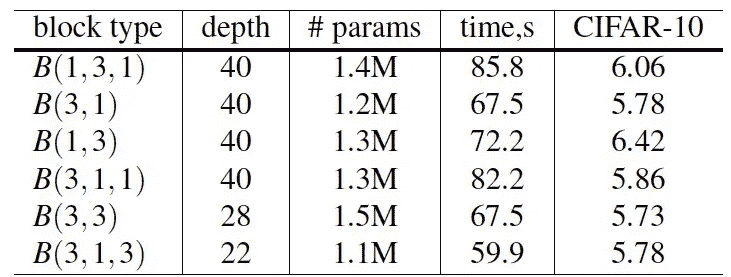 block type depth # params time,s CIFAR-10
B(1,3,1) 40 1.4M 85.8 6.06
B(3,1) 40 1.2M 67.5 5.78
B(1,3) 40 1.3M 72.2 6.42
B(3,1,1) 40 1.3M 82.2 5.86
B(3,3) 28 1.5M 67.5 5.73
B(3,1,3) 22 1.1M 59.9 5.78